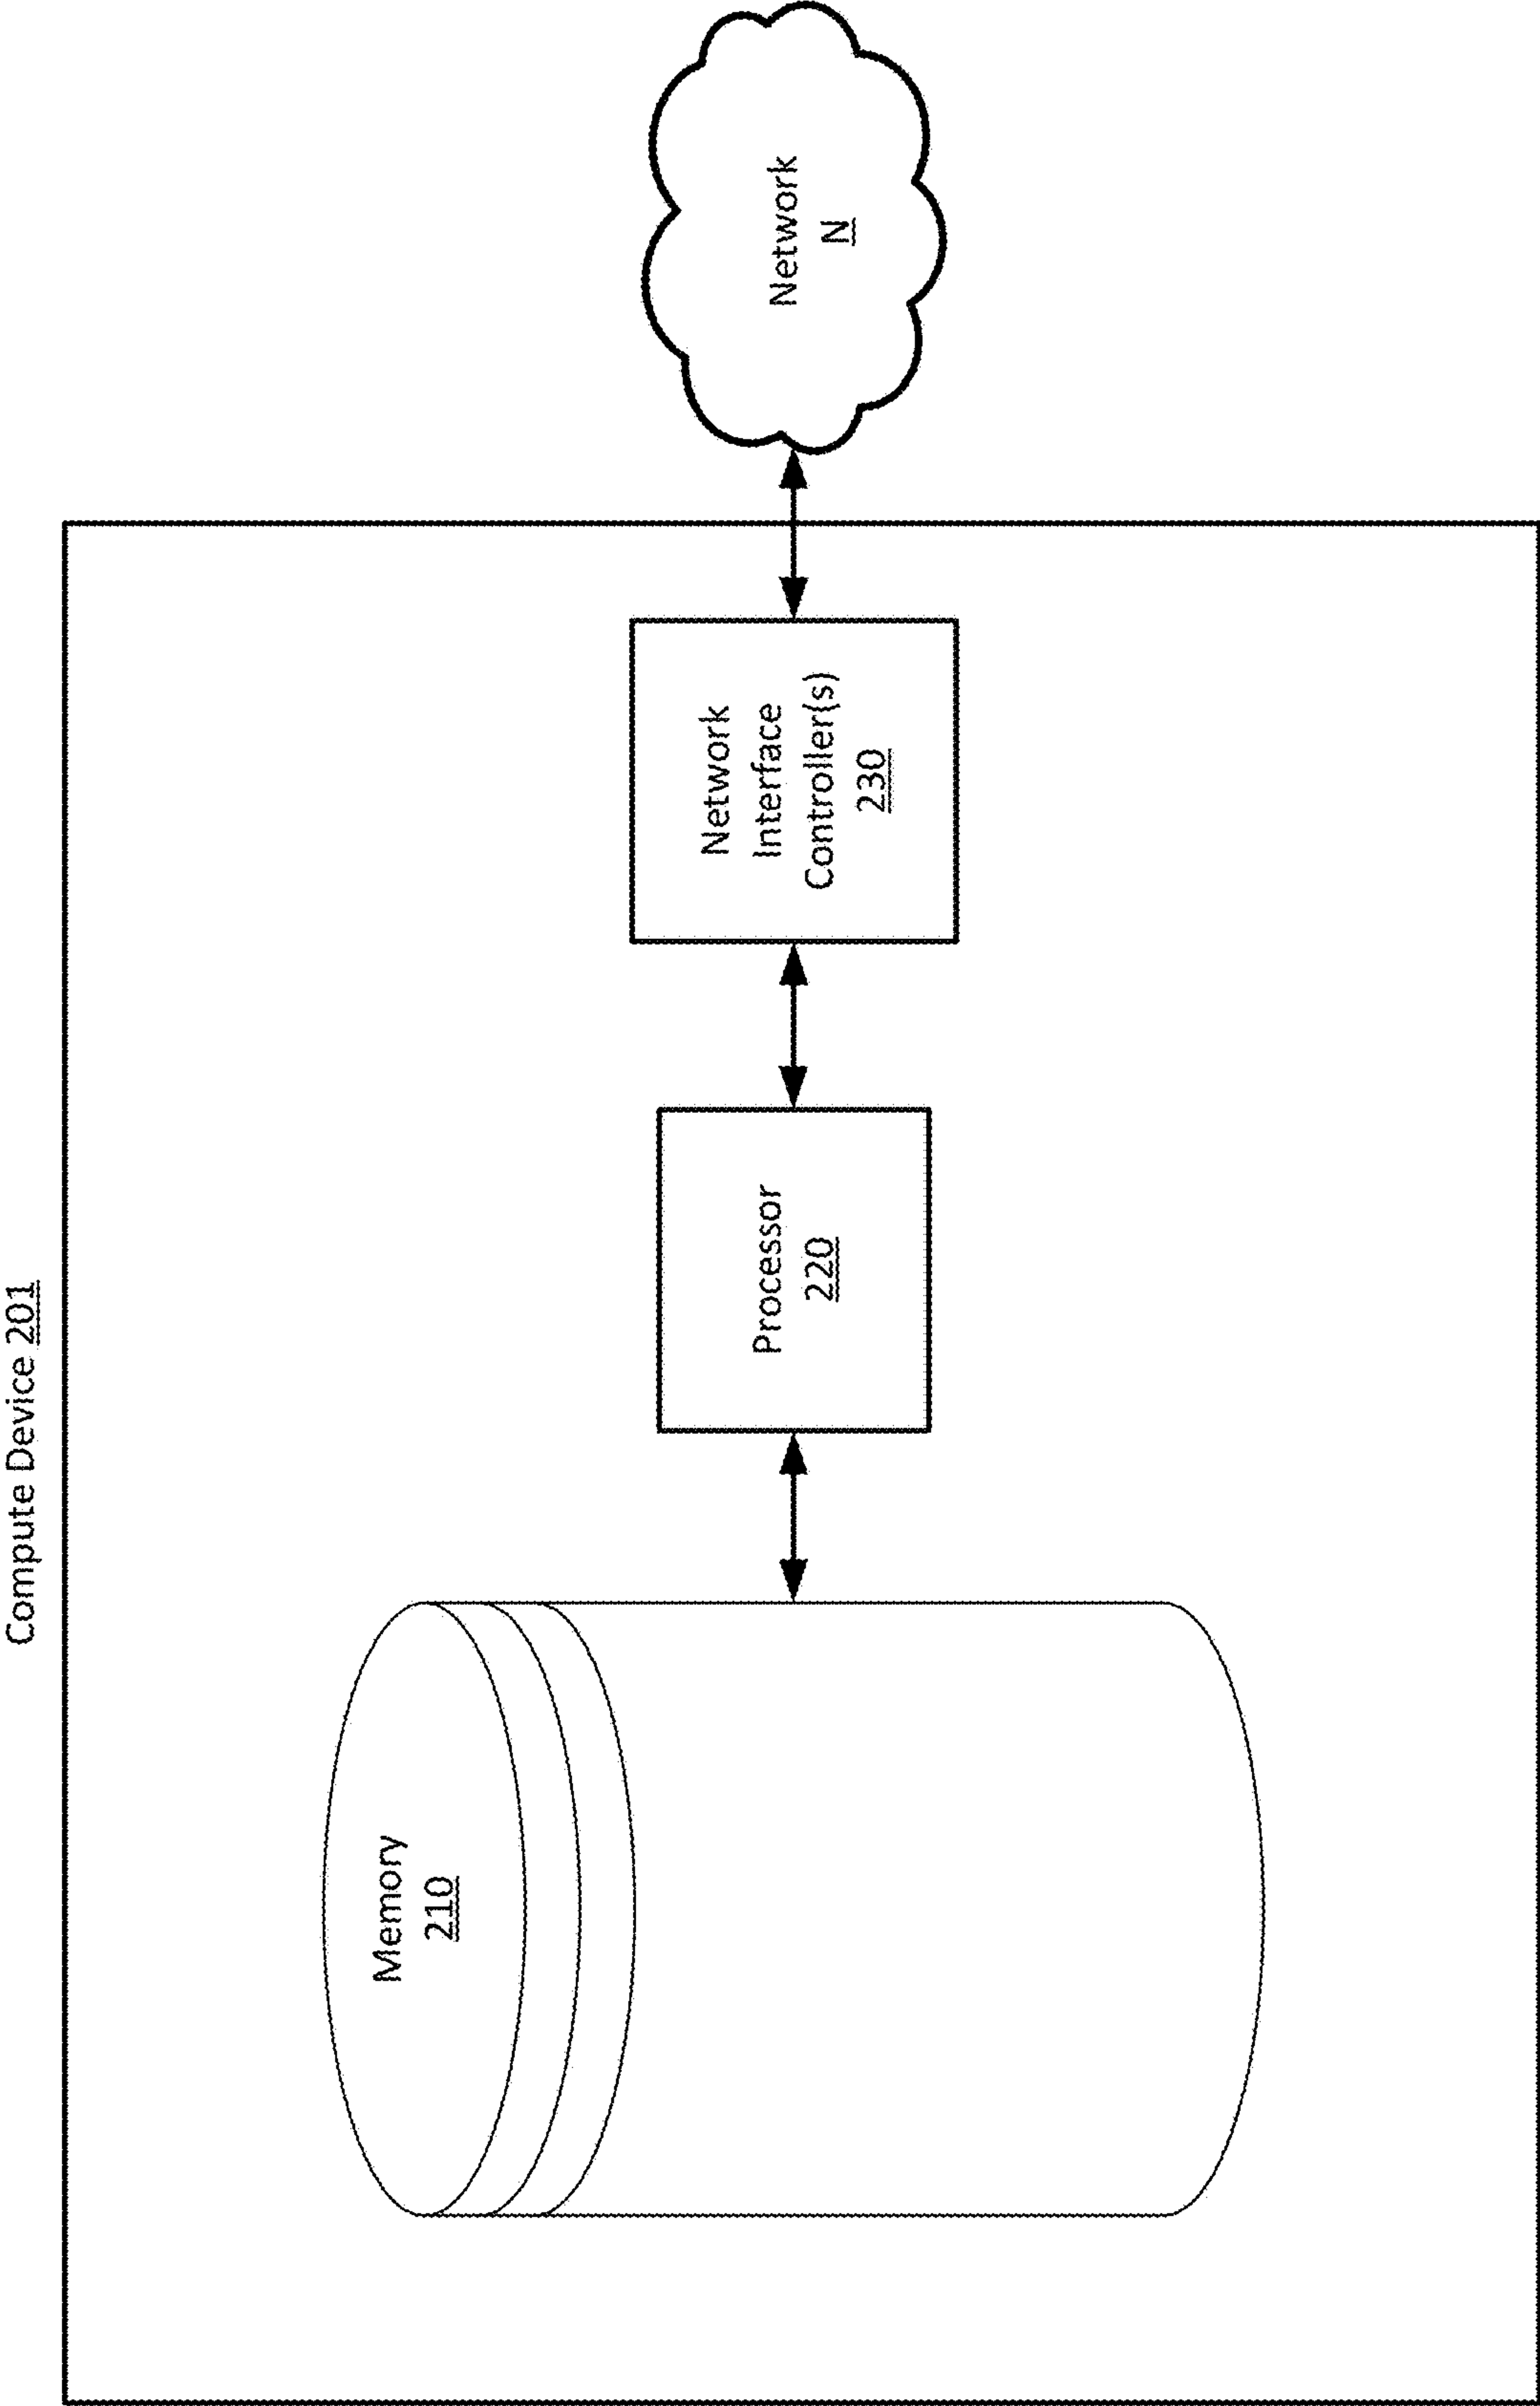 Compute Device 201
Memory
210
Processor
220
Network
Interface
Controller(s)
230
Network
N